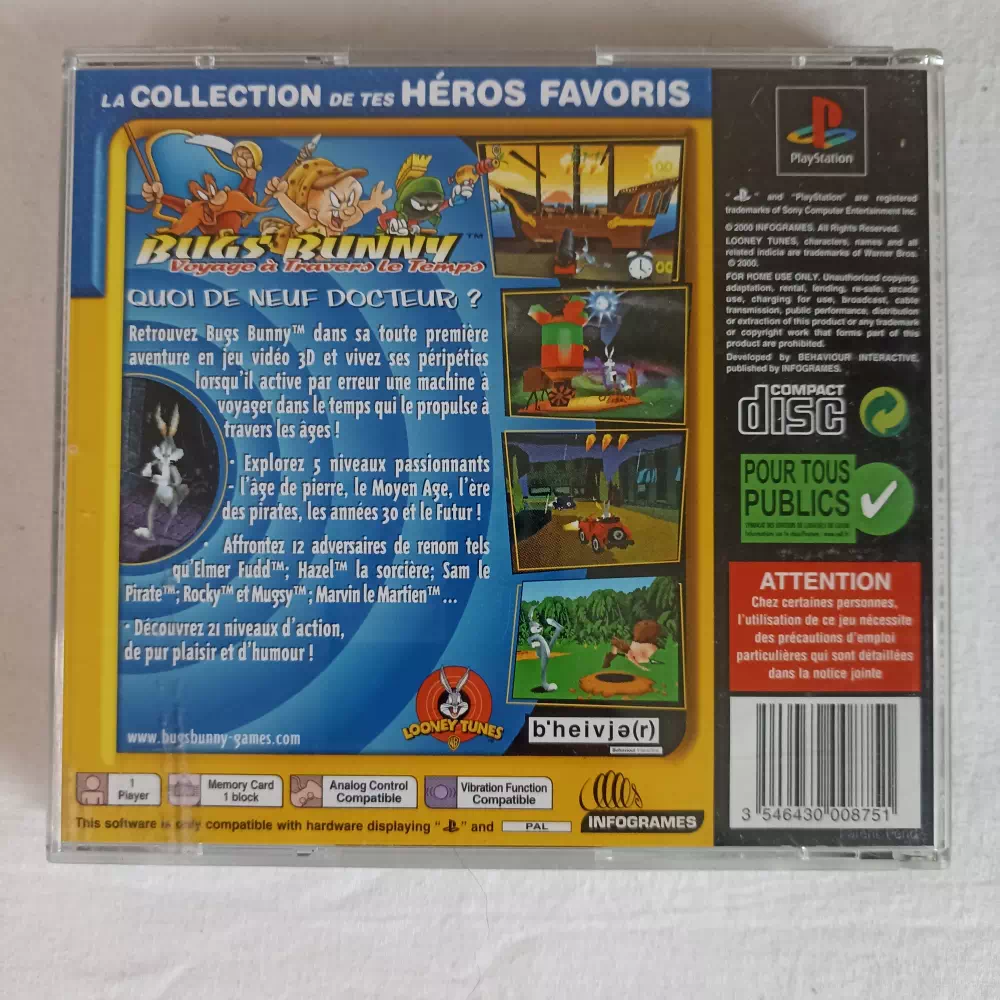 LA COLLECTION DE TES HÉROS FAVORIS
BUGS BUNNY™
Voyage à Travers le Temps
QUOI DE NEUF DOCTEUR ?
Retrouvez Bugs Bunny™ dans sa toute première
aventure en jeu vidéo 3D et vivez ses péripéties
lorsqu'il active par erreur une machine à
voyager dans le temps qui le propulse à
travers les âges !
• Explorez 5 niveaux passionnants
- l'âge de pierre, le Moyen Age, l'ère
des pirates, les années 30 et le Futur !
• Affrontez 12 adversaires de renom tels
qu'Elmer Fudd™; Hazel™ la sorcière; Sam le
Pirate™; Rocky™ et Mugsy™; Marvin le Martien™ ...
• Découvrez 21 niveaux d'action,
de pur plaisir et d'humour !
www.bugsbunny-games.com
LOONEY TUNES
WB
b'heivjə(r)
1
Player
Memory Card
1 block
Analog Control
Compatible
Vibration Function
Compatible
INFOGRAMES
This software is only compatible with hardware displaying " " and PAL
PlayStation
" " and "PlayStation" are registered
trademarks of Sony Computer Entertainment Inc.
© 2000 INFOGRAMES. All Rights Reserved.
LOONEY TUNES, characters, names and all
related indicia are trademarks of Warner Bros.
© 2000.
FOR HOME USE ONLY. Unauthorised copying,
adaptation, rental, lending, re-sale, arcade
use, charging for use, broadcast, cable
transmission, public performance, distribution
or extraction of this product or any trademark
or copyright work that forms part of this
product are prohibited.
Developed by BEHAVIOUR INTERACTIVE,
published by INFOGRAMES.
COMPACT
disc
POUR TOUS
PUBLICS
ATTENTION
Chez certaines personnes,
l'utilisation de ce jeu nécessite
des précautions d'emploi
particulières qui sont détaillées
dans la notice jointe
3 546430 008751